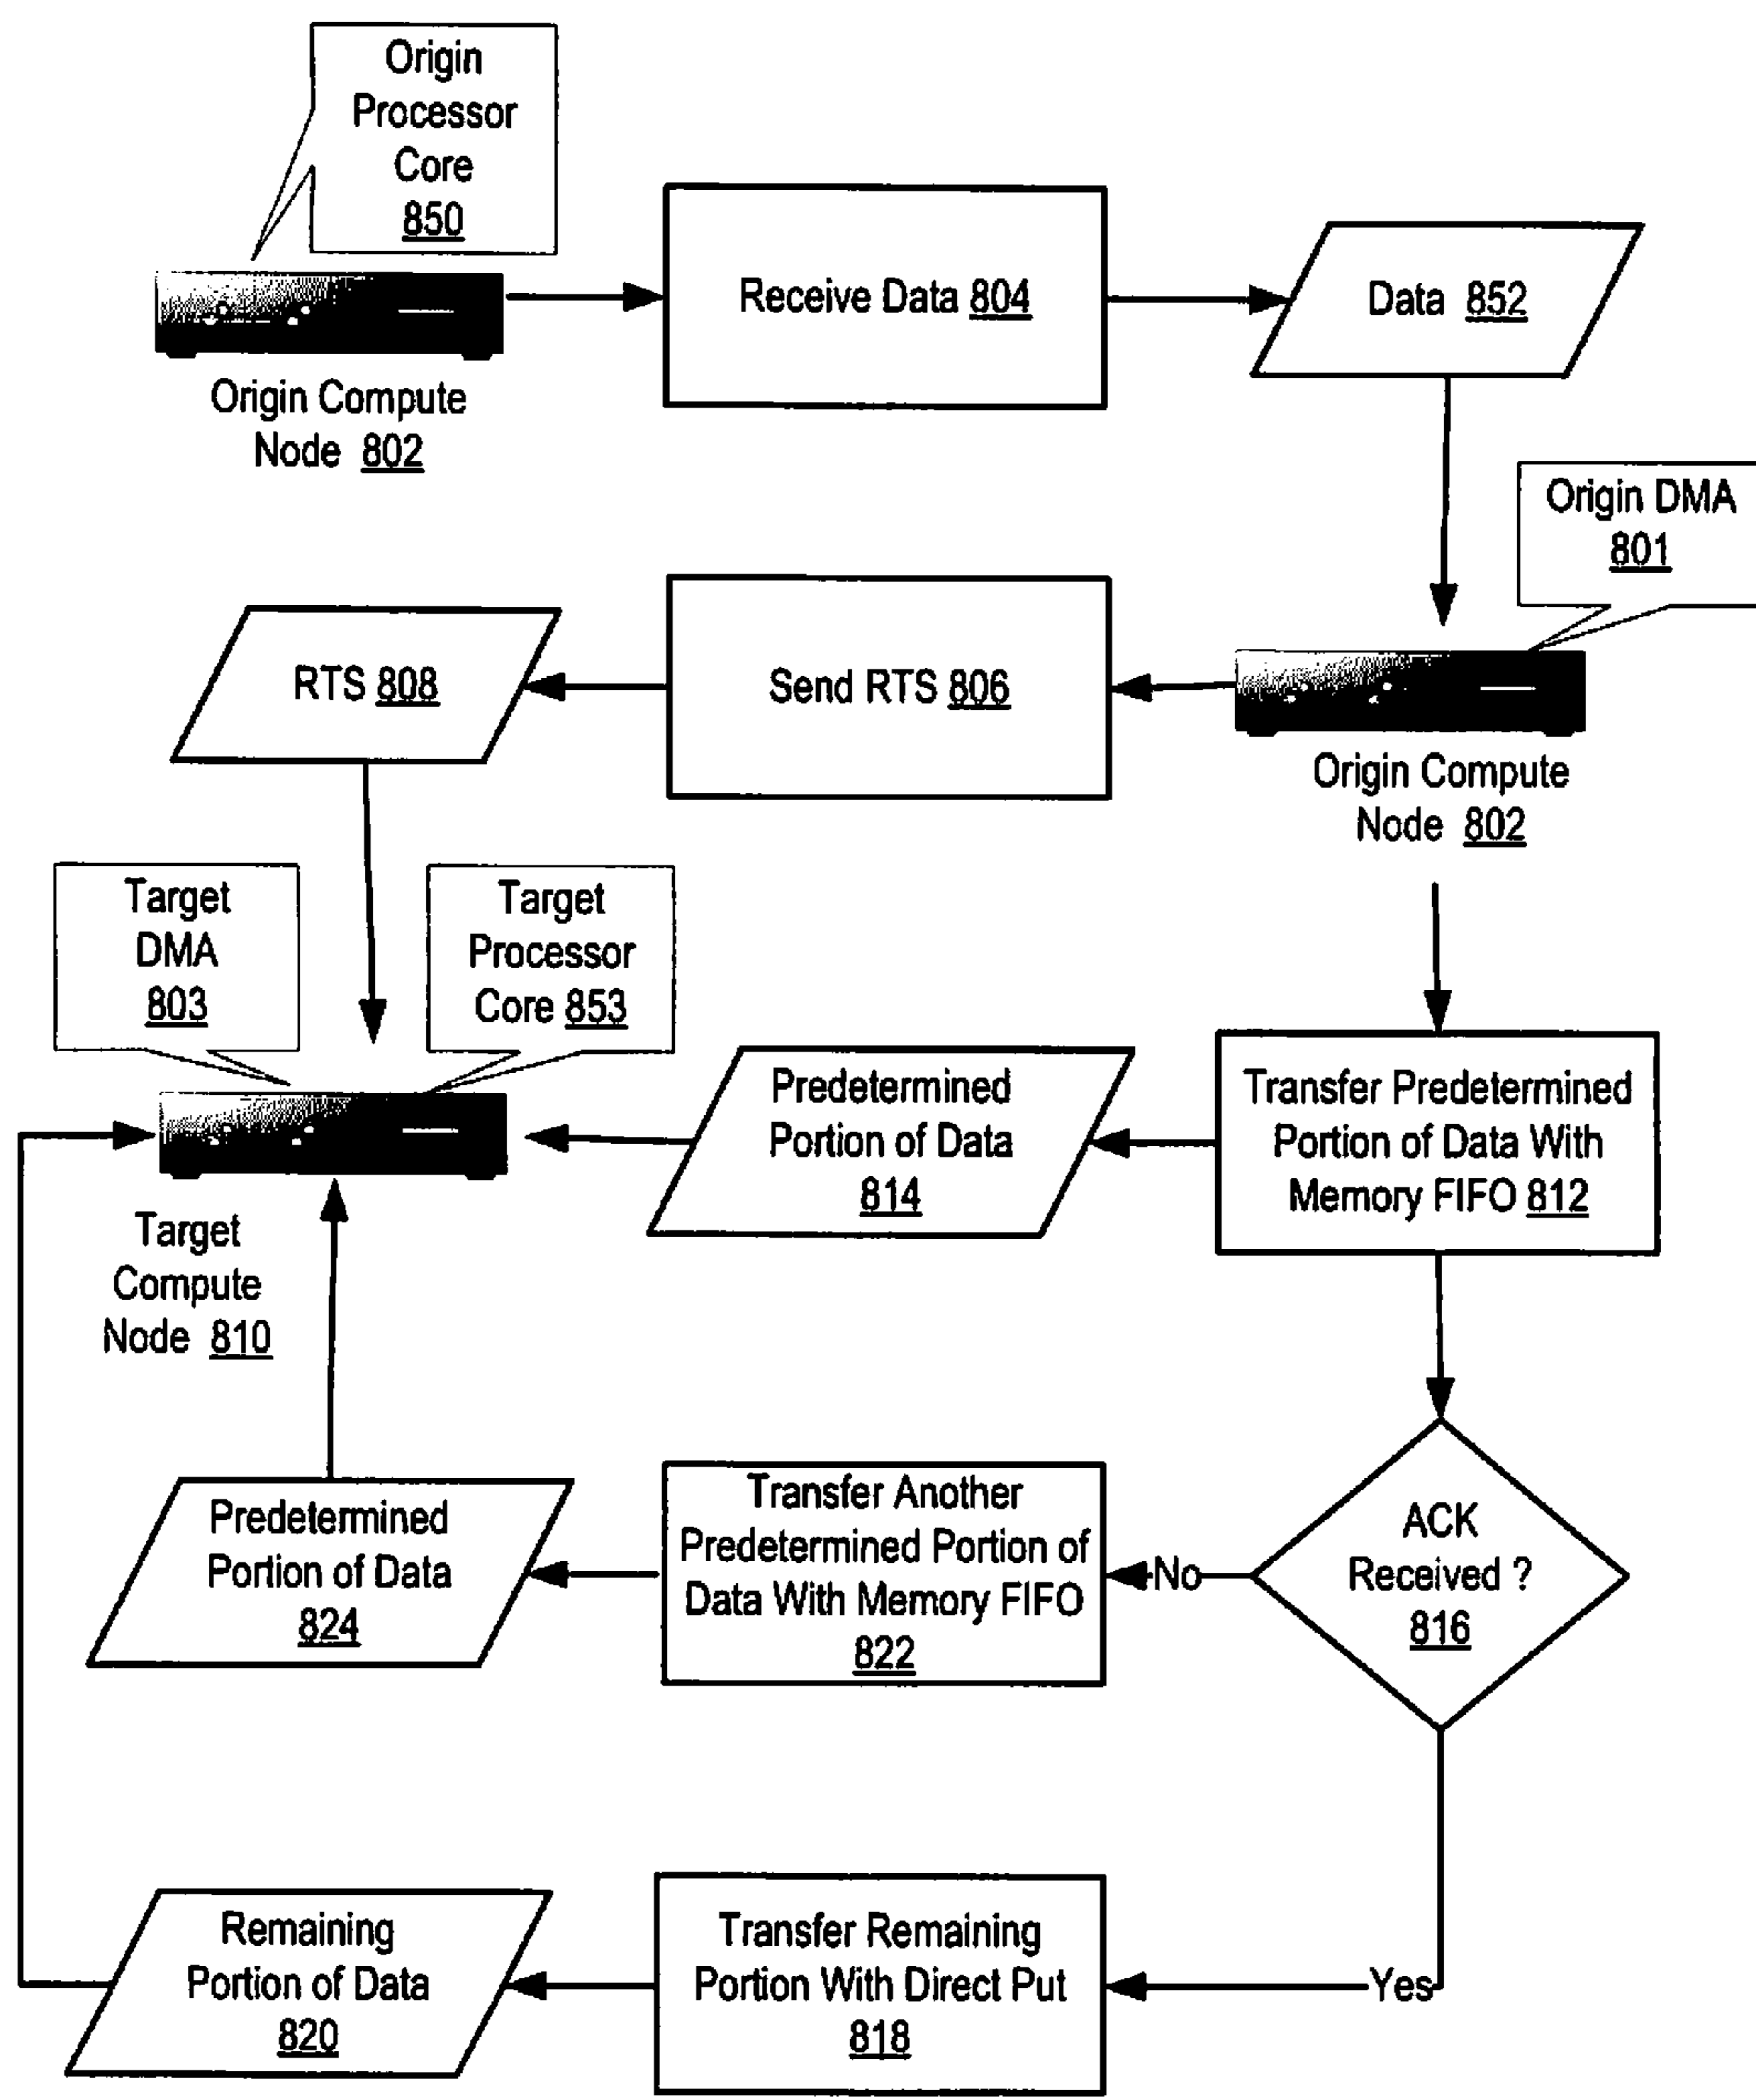 Origin
Processor
Core
850
Receive Data 804
Data 852
Origin Compute
Node 802
Origin DMA
801
RTS 808
Send RTS 806
Origin Compute
Node 802
Target
DMA
803
Target
Processor
Core 853
Predetermined
Portion of Data
814
Transfer Predetermined
Portion of Data With
Memory FIFO 812
Target
Compute
Node 810
Predetermined
Portion of Data
824
Transfer Another
Predetermined Portion of
Data With Memory FIFO
822
No
ACK
Received ?
816
Remaining
Portion of Data
820
Transfer Remaining
Portion With Direct Put
818
Yes